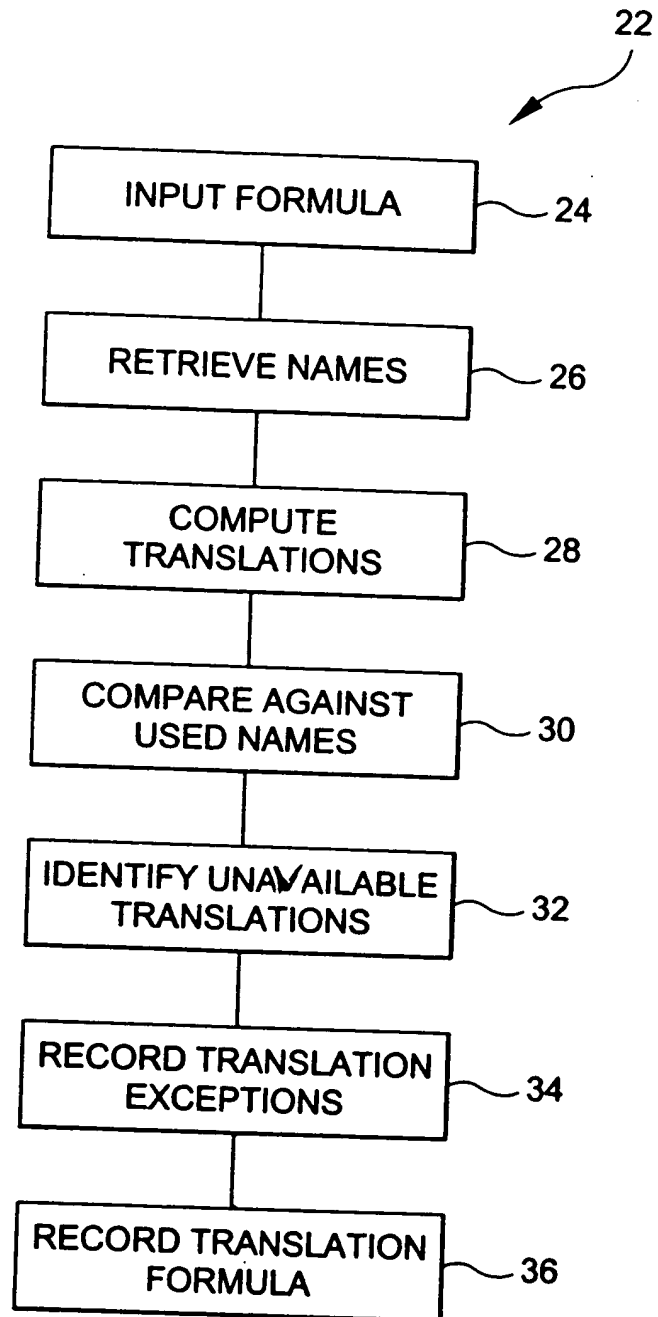 22
INPUT FORMULA
24
RETRIEVE NAMES
26
COMPUTE
TRANSLATIONS
28
COMPARE AGAINST
USED NAMES
30
IDENTIFY UNAVAILABLE
TRANSLATIONS
32
RECORD TRANSLATION
EXCEPTIONS
34
RECORD TRANSLATION
FORMULA
36